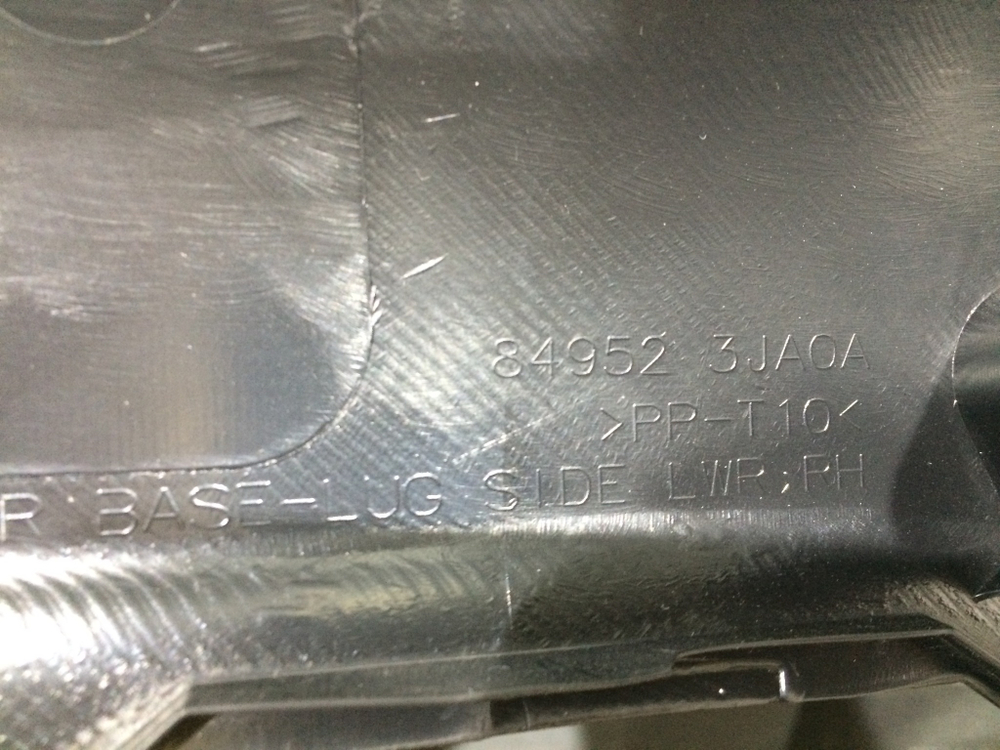 84952 3JA0A
>PP-T10<
R BASE-LUG SIDE LWR,RH